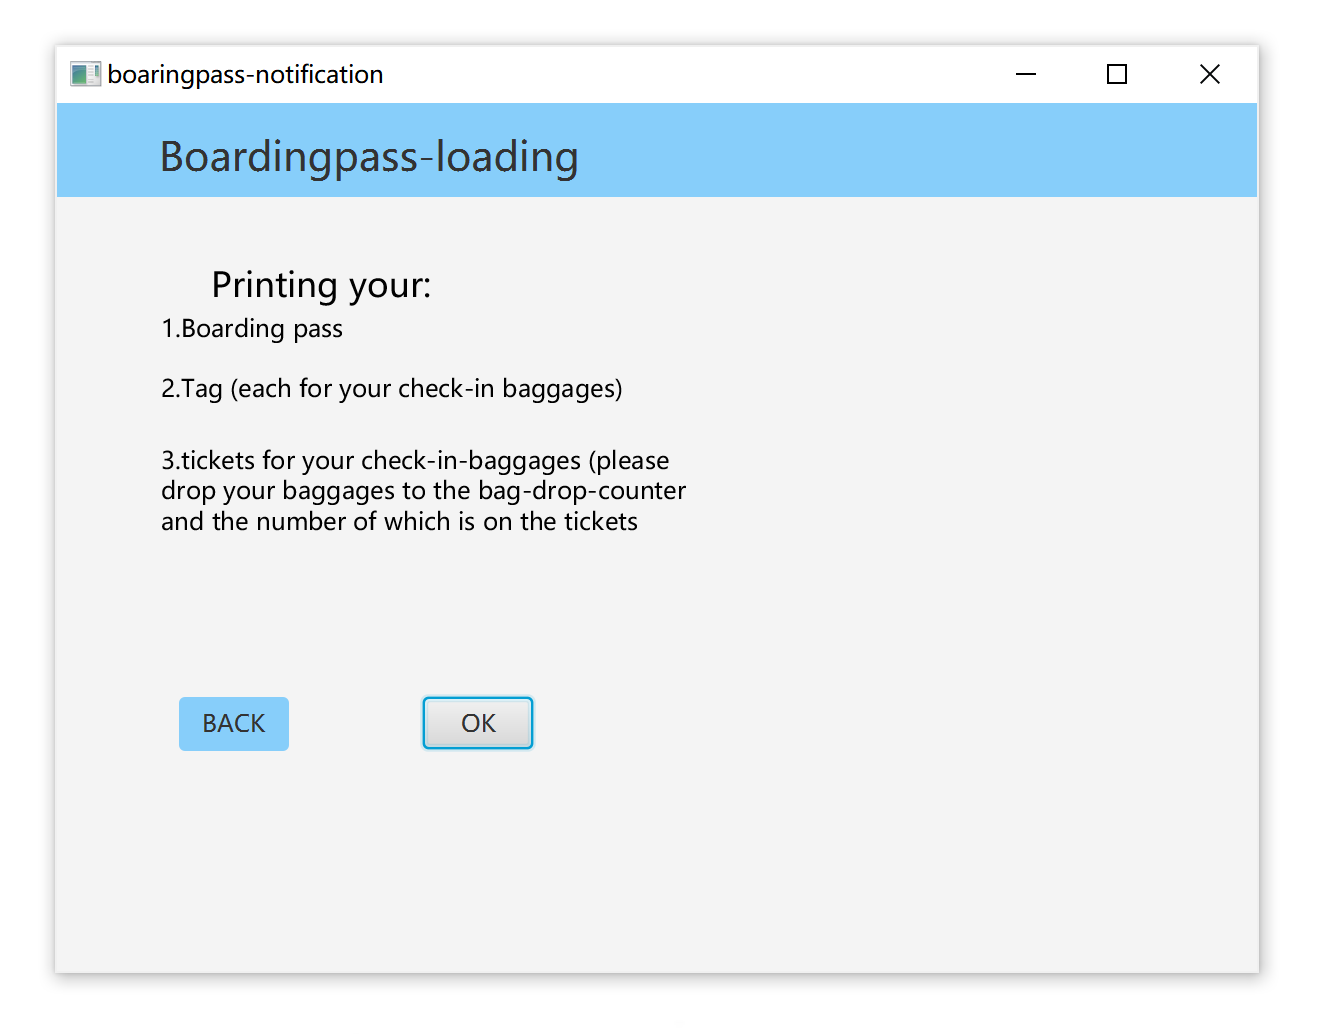 boaringpass-notification
Boardingpass-loading
Printing your:
1.Boarding pass
2.Tag (each for your check-in baggages)
3.tickets for your check-in-baggages (please
drop your baggages to the bag-drop-counter
and the number of which is on the tickets
BACK
OK